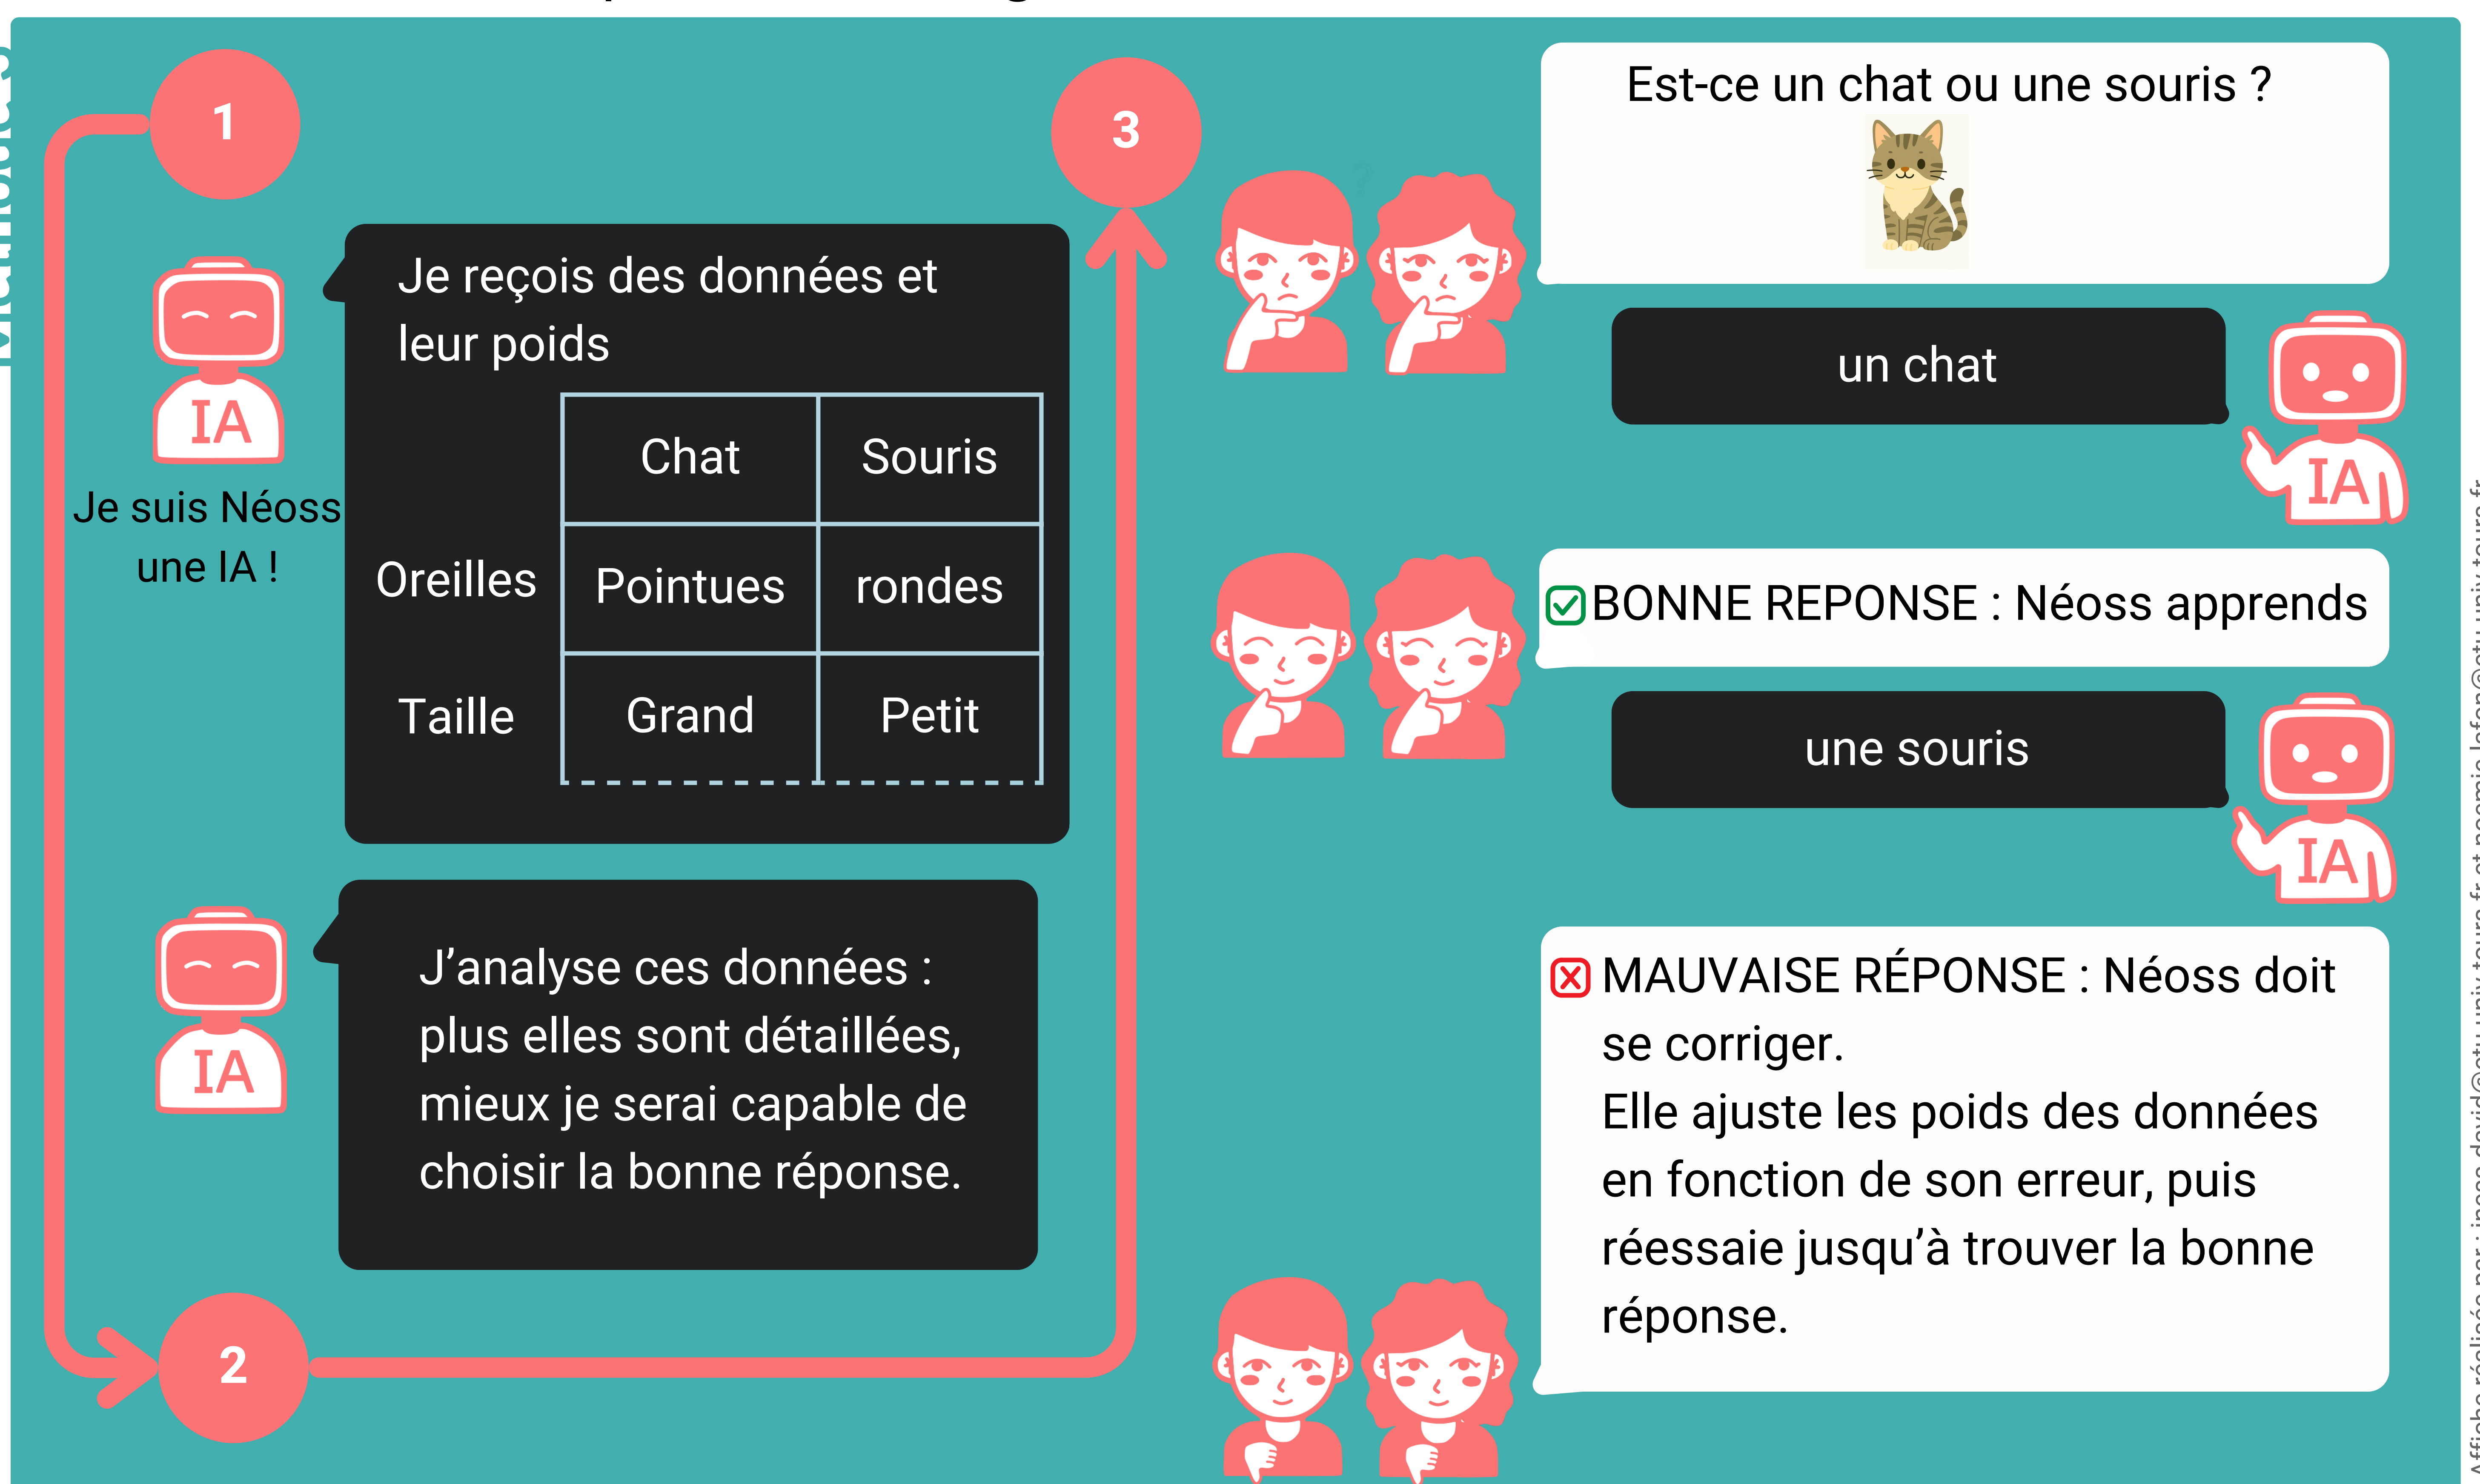 1
Je reçois des données et
leur poids
IA
Je suis Néoss
une IA !
Chat Souris
Oreilles Pointues rondes
Taille Grand Petit
J’analyse ces données :
plus elles sont détaillées,
mieux je serai capable de
choisir la bonne réponse.
IA
2
3
Est-ce un chat ou une souris ?
?
un chat
IA
BONNE REPONSE : Néoss apprends
une souris
IA
MAUVAISE RÉPONSE : Néoss doit
se corriger.
Elle ajuste les poids des données
en fonction de son erreur, puis
réessaie jusqu’à trouver la bonne
réponse.